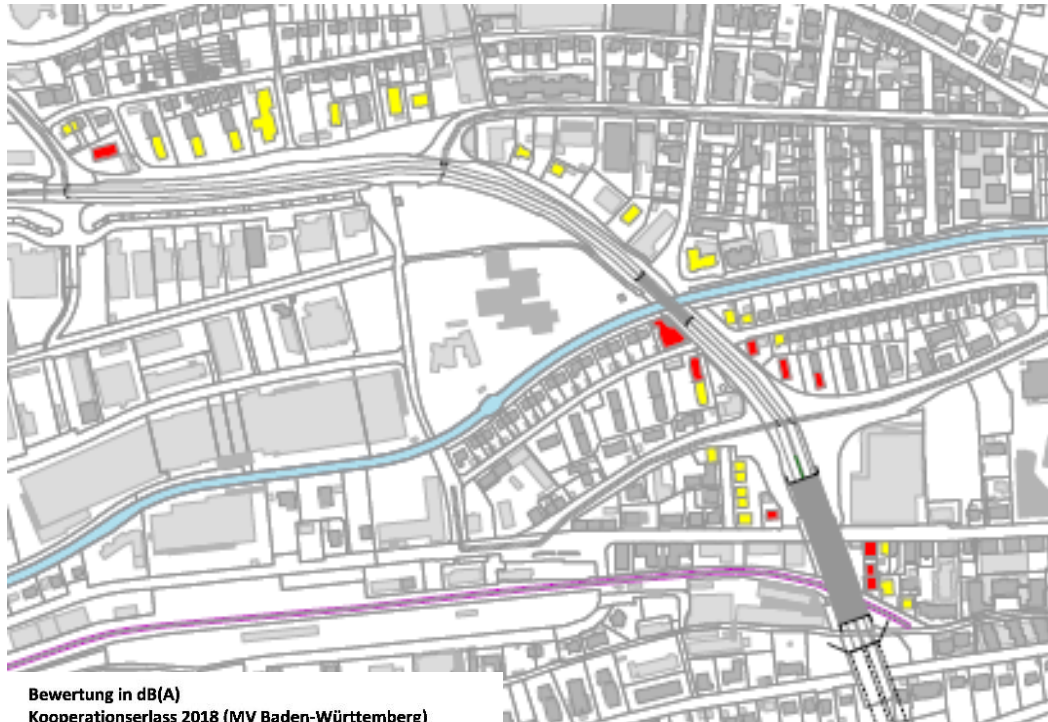 Bewertung in dB(A)
Kooperationserlass 2018 (MV Baden-Württemberg)